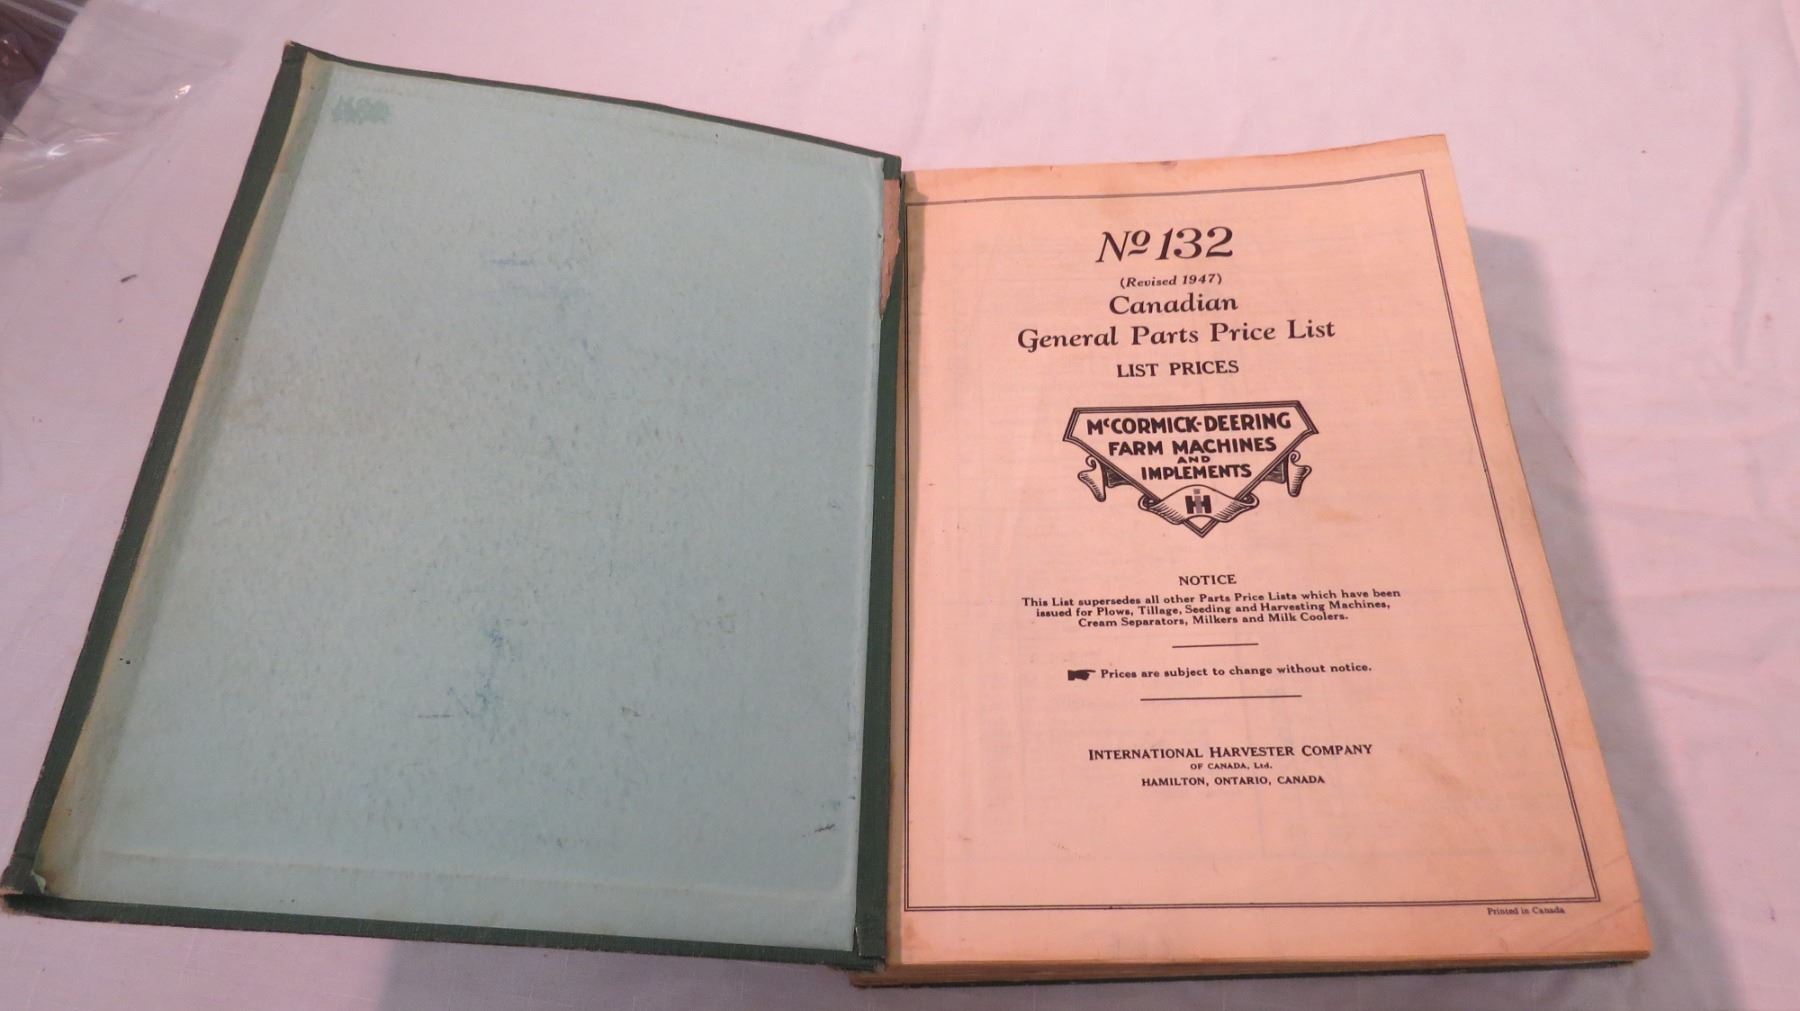 No 132
(Revised 1947)
Canadian
General Parts Price List
LIST PRICES
McCORMICK-DEERING
FARM MACHINES
AND
IMPLEMENTS
IH
NOTICE
This List supersedes all other Parts Price Lists which have been
issued for Plows, Tillage, Seeding and Harvesting Machines,
Cream Separators, Milkers and Milk Coolers.
Prices are subject to change without notice.
INTERNATIONAL HARVESTER COMPANY
OF CANADA, Ltd.
HAMILTON, ONTARIO, CANADA
Printed in Canada